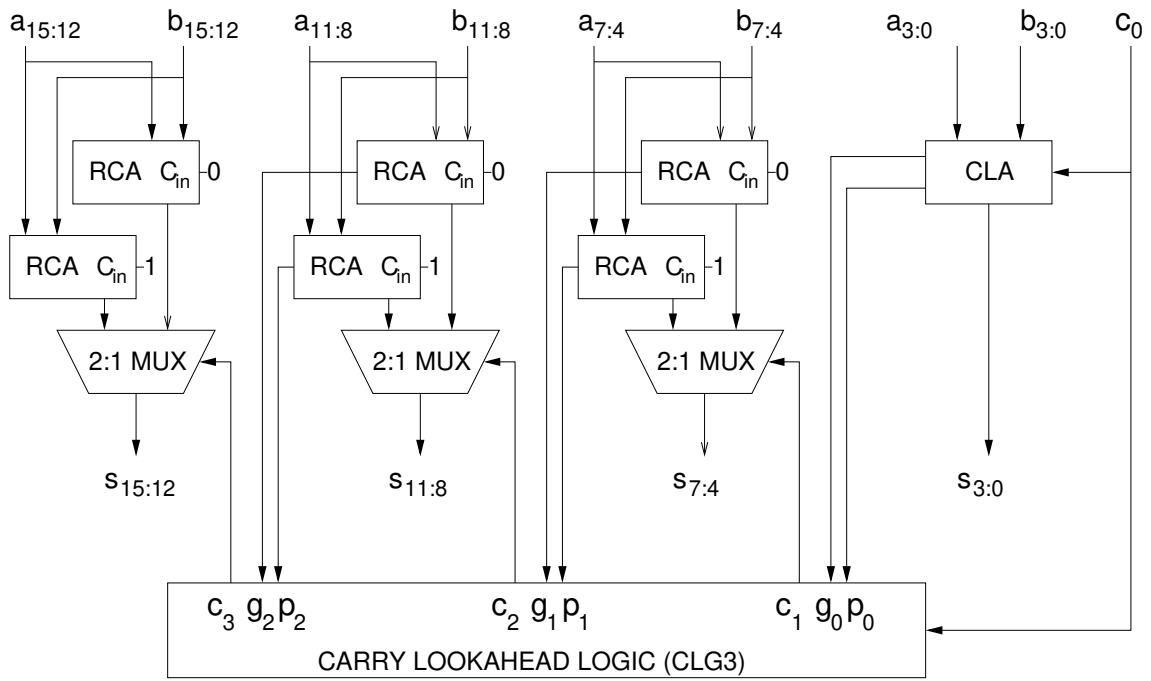 a15:12 b15:12 a11:8 b11:8 a7:4 b7:4 a3:0 b3:0 c0
RCA Cin 0 RCA Cin 0 RCA Cin 0 CLA
RCA Cin 1 RCA Cin 1 RCA Cin 1
2:1 MUX 2:1 MUX 2:1 MUX
s15:12 s11:8 s7:4 s3:0
c3 g2 p2 c2 g1 p1 c1 g0 p0
CARRY LOOKAHEAD LOGIC (CLG3)